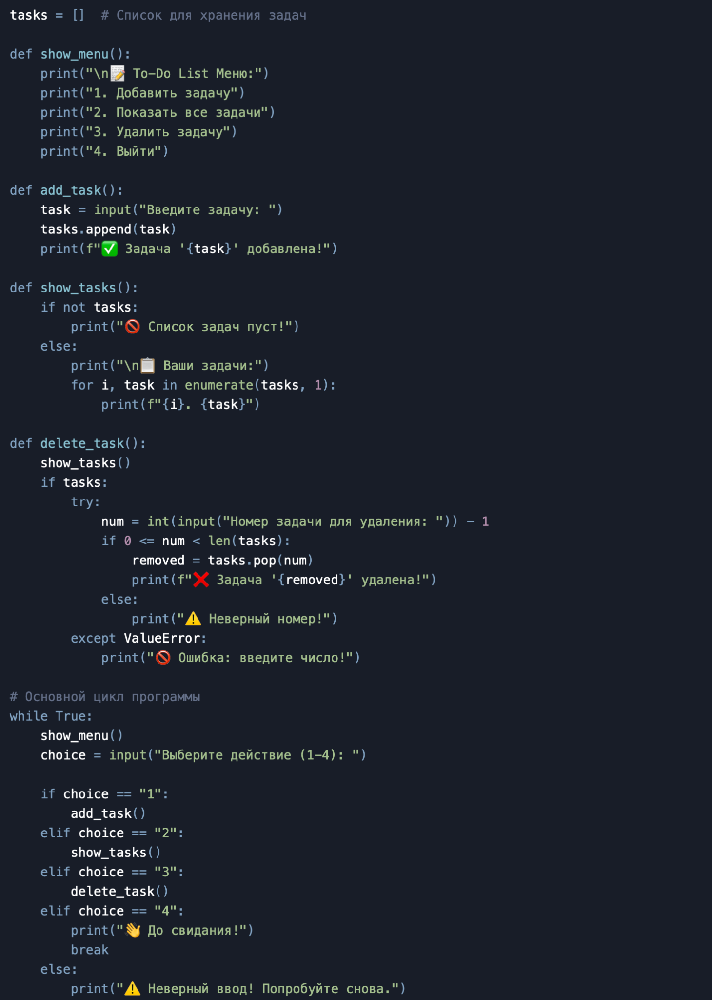 tasks = []  # Список для хранения задач

def show_menu():
    print("\n📝 To-Do List Меню:")
    print("1. Добавить задачу")
    print("2. Показать все задачи")
    print("3. Удалить задачу")
    print("4. Выйти")

def add_task():
    task = input("Введите задачу: ")
    tasks.append(task)
    print(f"✅ Задача '{task}' добавлена!")

def show_tasks():
    if not tasks:
        print("🚫 Список задач пуст!")
    else:
        print("\n📋 Ваши задачи:")
        for i, task in enumerate(tasks, 1):
            print(f"{i}. {task}")

def delete_task():
    show_tasks()
    if tasks:
        try:
            num = int(input("Номер задачи для удаления: ")) - 1
            if 0 <= num < len(tasks):
                removed = tasks.pop(num)
                print(f"❌ Задача '{removed}' удалена!")
            else:
                print("⚠️ Неверный номер!")
        except ValueError:
            print("🚫 Ошибка: введите число!")

# Основной цикл программы
while True:
    show_menu()
    choice = input("Выберите действие (1-4): ")

    if choice == "1":
        add_task()
    elif choice == "2":
        show_tasks()
    elif choice == "3":
        delete_task()
    elif choice == "4":
        print("👋 До свидания!")
        break
    else:
        print("⚠️ Неверный ввод! Попробуйте снова.")